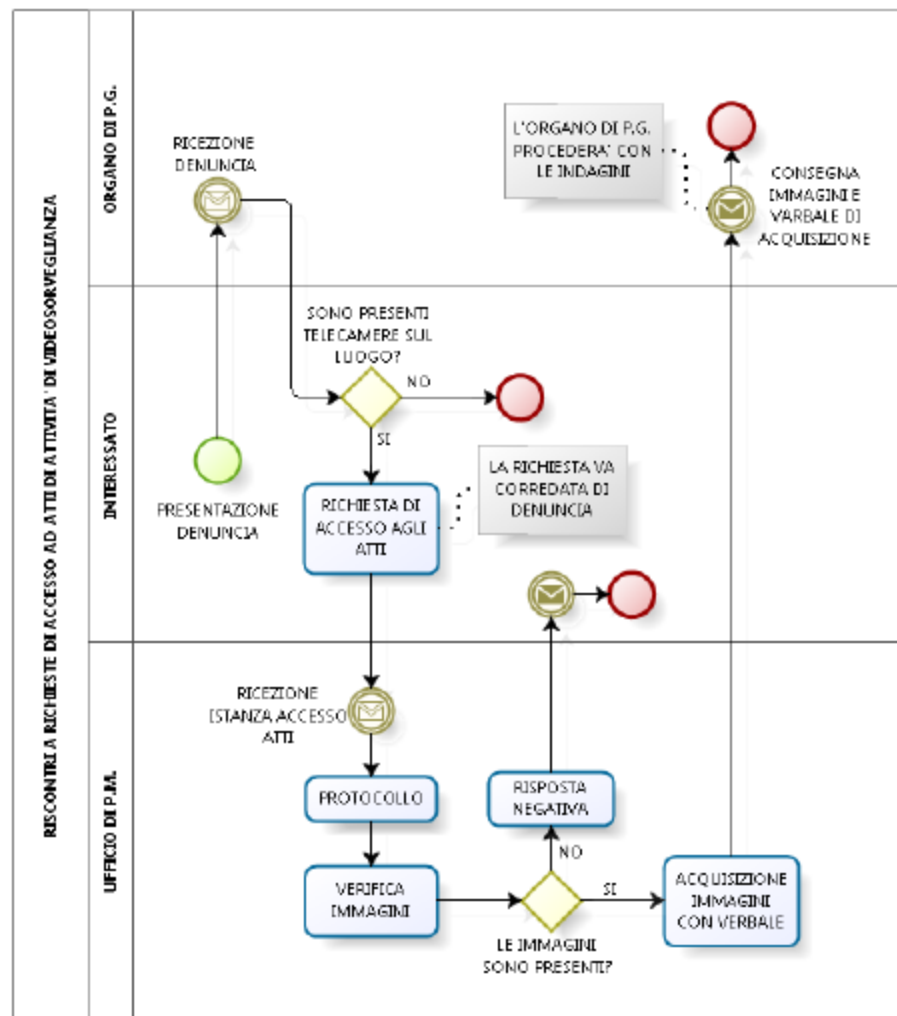 RISCONTRI A RICHIESTE DI ACCESSO AD ATTI DI ATTIVITA' DI VIDEOSORVEGLIANZA
ORGANO DI P.G.
RICEZIONE
DENUNCIA
L'ORGANO DI P.G.
PROCEDERA' CON
LE INDAGINI
CONSEGNA
IMMAGINI E
VARBALE DI
ACQUISIZIONE
INTERESSATO
SONO PRESENTI
TELECAMERE SUL
LUOGO?
NO
SI
PRESENTAZIONE
DENUNCIA
RICHIESTA DI
ACCESSO AGLI
ATTI
LA RICHIESTA VA
CORREDATA DI
DENUNCIA
UFFICIO DI P.M.
RICEZIONE
ISTANZA ACCESSO
ATTI
PROTOCOLLO
RISPOSTA
NEGATIVA
NO
VERIFICA
IMMAGINI
SI
ACQUISIZIONE
IMMAGINI
CON VERBALE
LE IMMAGINI
SONO PRESENTI?